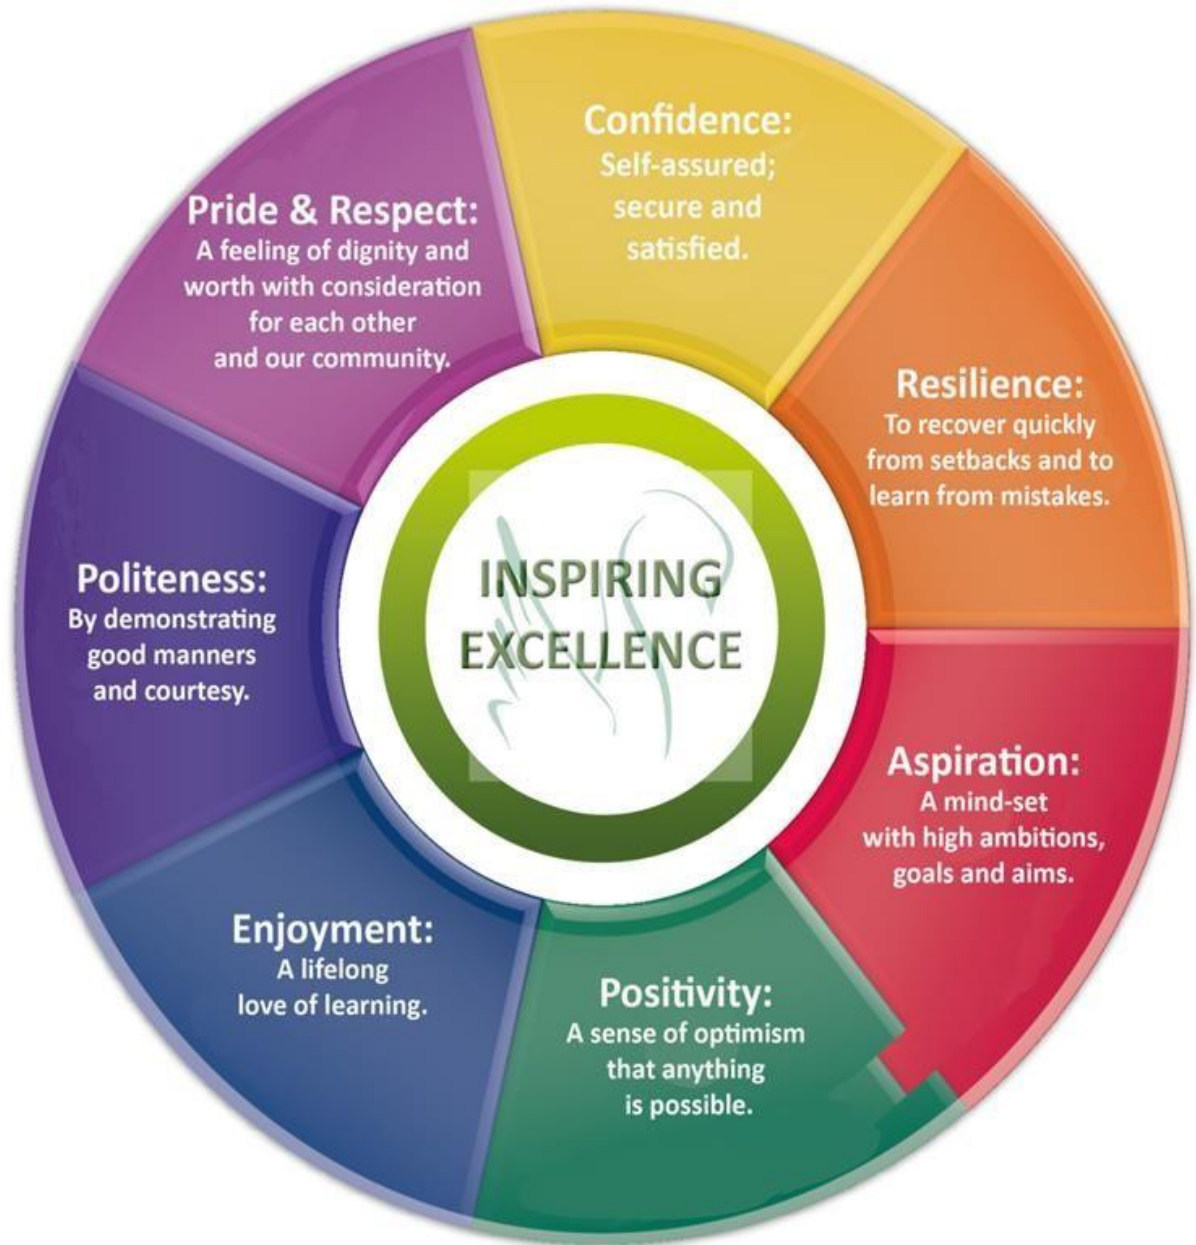 Confidence:
Self-assured;
secure and
satisfied.
Resilience:
To recover quickly
from setbacks and to
learn from mistakes.
Aspiration:
A mind-set
with high ambitions,
goals and aims.
Positivity:
A sense of optimism
that anything
is possible.
Enjoyment:
A lifelong
love of learning.
Politeness:
By demonstrating
good manners
and courtesy.
Pride & Respect:
A feeling of dignity and
worth with consideration
for each other
and our community.
INSPIRING
EXCELLENCE